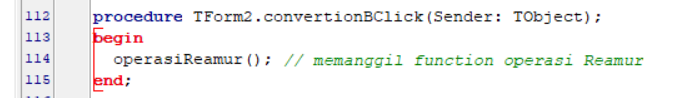 112 procedure TForm2.convertionBClick(Sender: TObject);
113 begin
114 operasiReamur(); // memanggil function operasi Reamur
115 end;